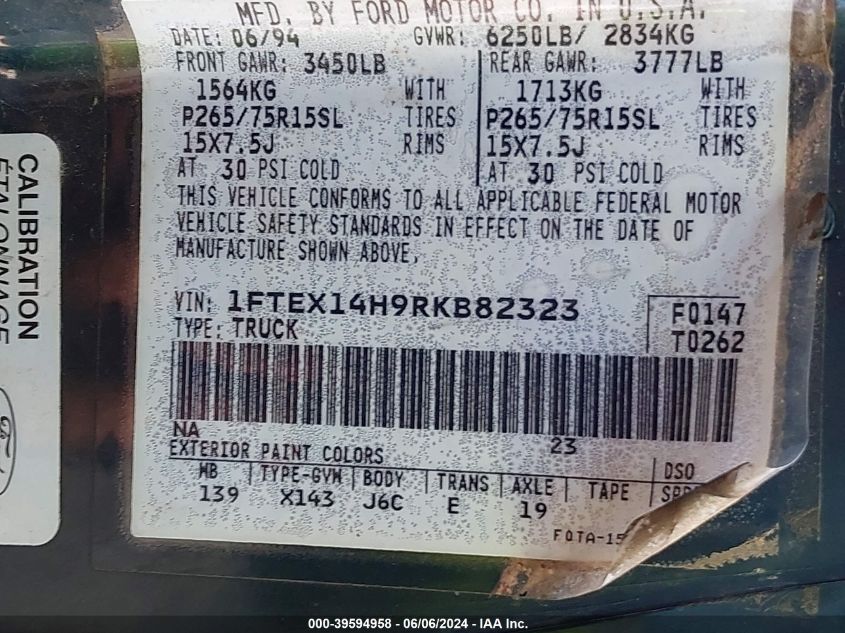 MFD. BY FORD MOTOR CO. IN U.S.A.
DATE: 06/94 GVWR: 6250LB/ 2834KG
FRONT GAWR: 3450LB REAR GAWR: 3777LB
1564KG WITH 1713KG WITH
P265/75R15SL TIRES P265/75R15SL TIRES
15X7.5J RIMS 15X7.5J RIMS
AT 30 PSI COLD AT 30 PSI COLD
THIS VEHICLE CONFORMS TO ALL APPLICABLE FEDERAL MOTOR
VEHICLE SAFETY STANDARDS IN EFFECT ON THE DATE OF
MANUFACTURE SHOWN ABOVE.
VIN: 1FTEX14H9RKB82323 F0147
TYPE: TRUCK T0262
NA 23
EXTERIOR PAINT COLORS DSO
WB TYPE-GVW BODY TRANS AXLE TAPE
139 X143 J6C E 19
FOTA-15
CALIBRATION
ÉTALONNAGE
000-39594958 - 06/06/2024 - IAA Inc.